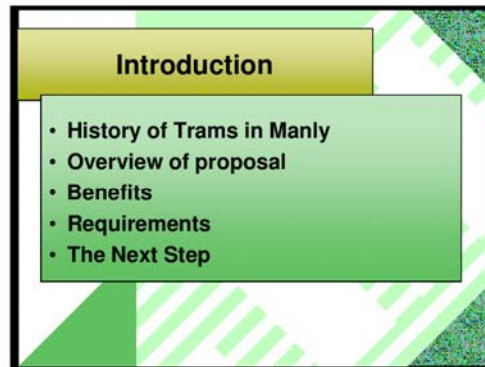 Introduction
• History of Trams in Manly
• Overview of proposal
• Benefits
• Requirements
• The Next Step